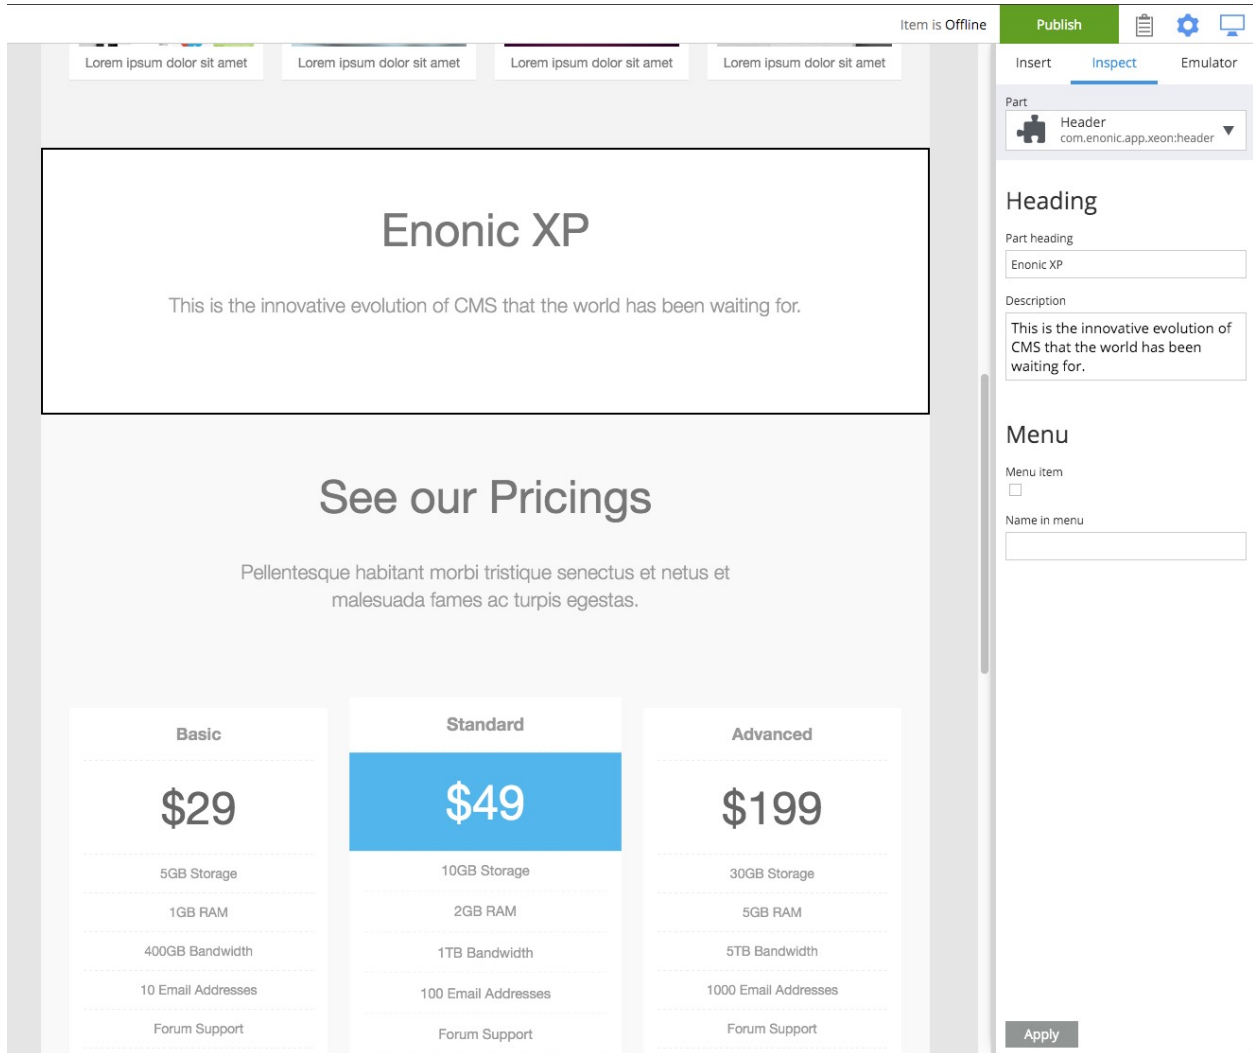 Item is Offline
Publish
Lorem ipsum dolor sit amet
Lorem ipsum dolor sit amet
Lorem ipsum dolor sit amet
Lorem ipsum dolor sit amet
Enonic XP
This is the innovative evolution of CMS that the world has been waiting for.
See our Pricings
Pellentesque habitant morbi tristique senectus et netus et
malesuada fames ac turpis egestas.
Basic
$29
5GB Storage
1GB RAM
400GB Bandwidth
10 Email Addresses
Forum Support
Standard
$49
10GB Storage
2GB RAM
1TB Bandwidth
100 Email Addresses
Forum Support
Advanced
$199
30GB Storage
5GB RAM
5TB Bandwidth
1000 Email Addresses
Forum Support
Insert
Inspect
Emulator
Part
Header
com.enonic.app.xeon:header
Heading
Part heading
Enonic XP
Description
This is the innovative evolution of
CMS that the world has been
waiting for.
Menu
Menu item
Name in menu
Apply